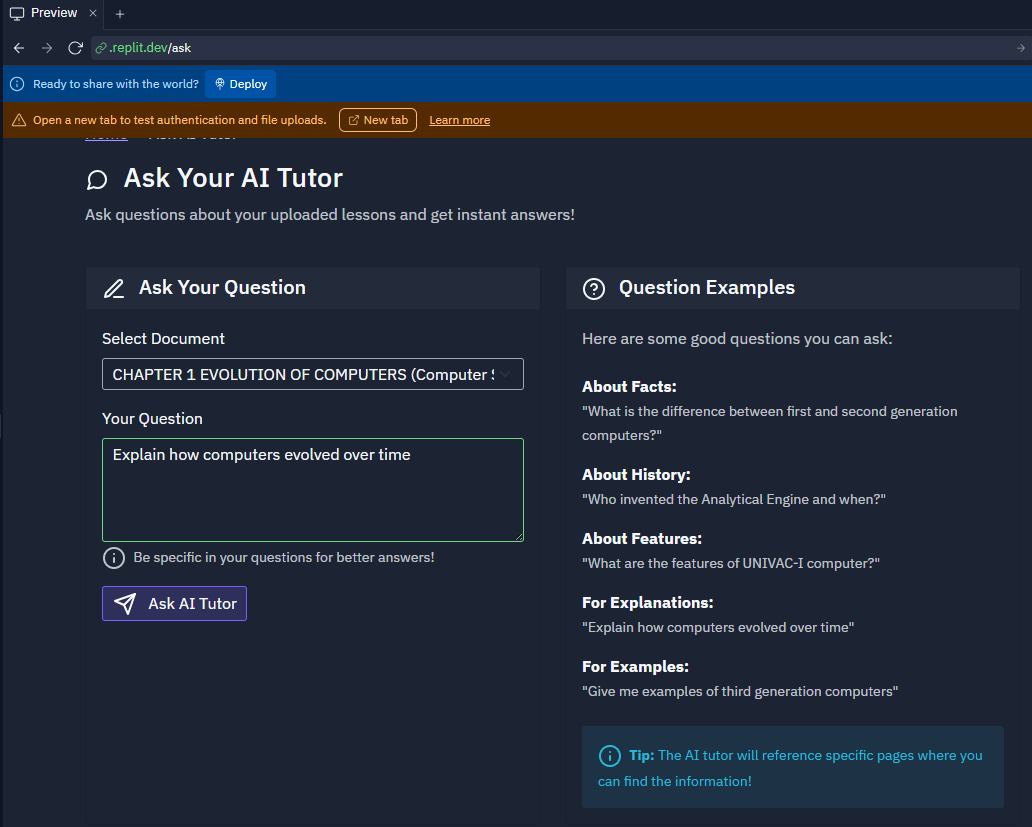 Preview
.replit.dev/ask
Ready to share with the world? Deploy
Open a new tab to test authentication and file uploads. New tab Learn more
Ask Your AI Tutor
Ask questions about your uploaded lessons and get instant answers!
Ask Your Question
Select Document
CHAPTER 1 EVOLUTION OF COMPUTERS (Computer
Your Question
Explain how computers evolved over time
Be specific in your questions for better answers!
Ask AI Tutor
Question Examples
Here are some good questions you can ask:
About Facts:
"What is the difference between first and second generation
computers?"
About History:
"Who invented the Analytical Engine and when?"
About Features:
"What are the features of UNIVAC-I computer?"
For Explanations:
"Explain how computers evolved over time"
For Examples:
"Give me examples of third generation computers"
Tip: The AI tutor will reference specific pages where you
can find the information!